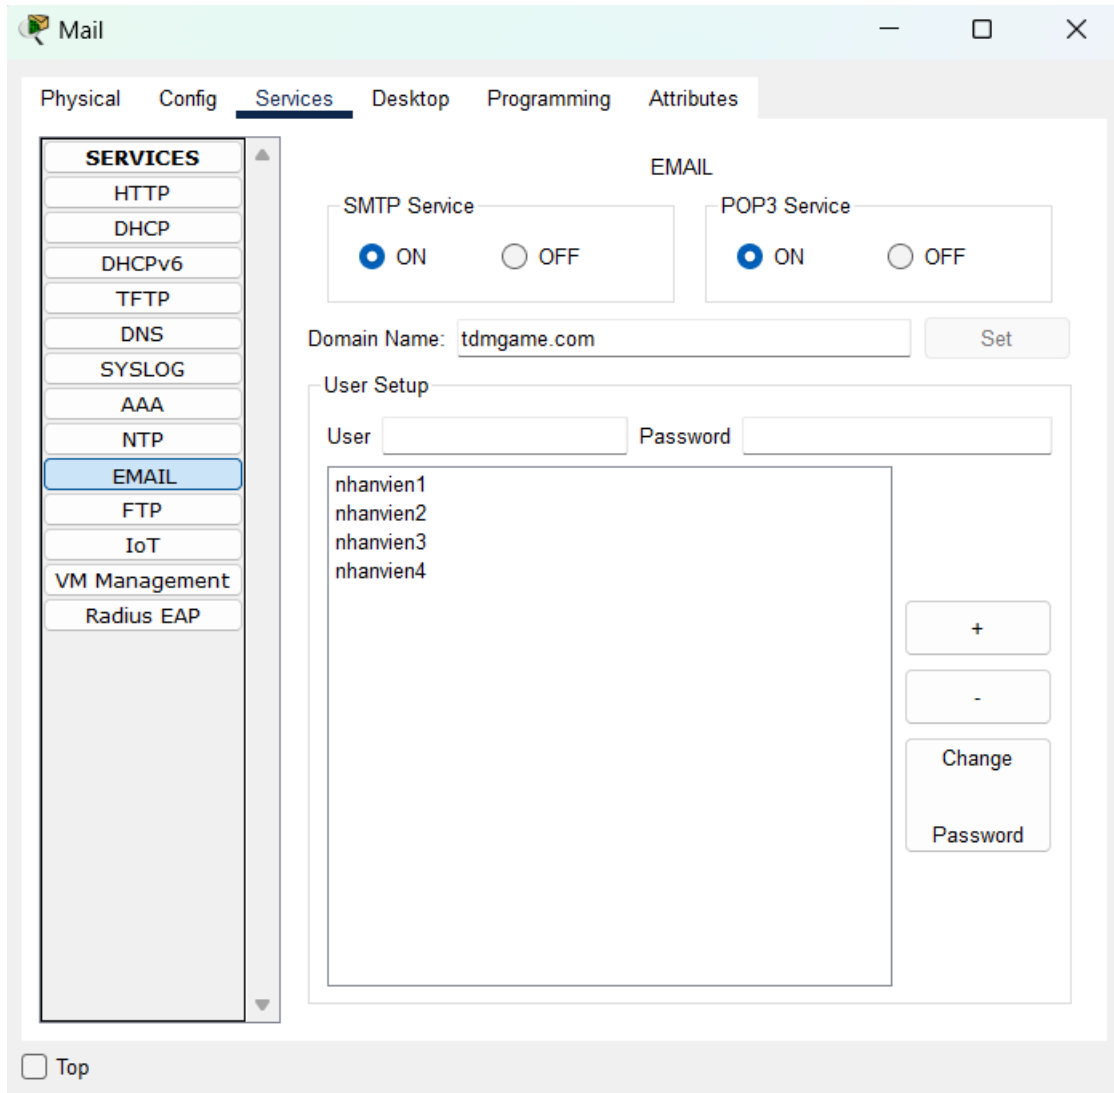 Mail
Physical Config Services Desktop Programming Attributes
SERVICES
HTTP
DHCP
DHCPv6
TFTP
DNS
SYSLOG
AAA
NTP
EMAIL
FTP
IoT
VM Management
Radius EAP
EMAIL
SMTP Service
ON OFF
POP3 Service
ON OFF
Domain Name: tdmgame.com Set
User Setup
User Password
nhanvien1
nhanvien2
nhanvien3
nhanvien4
+
-
Change
Password
Top